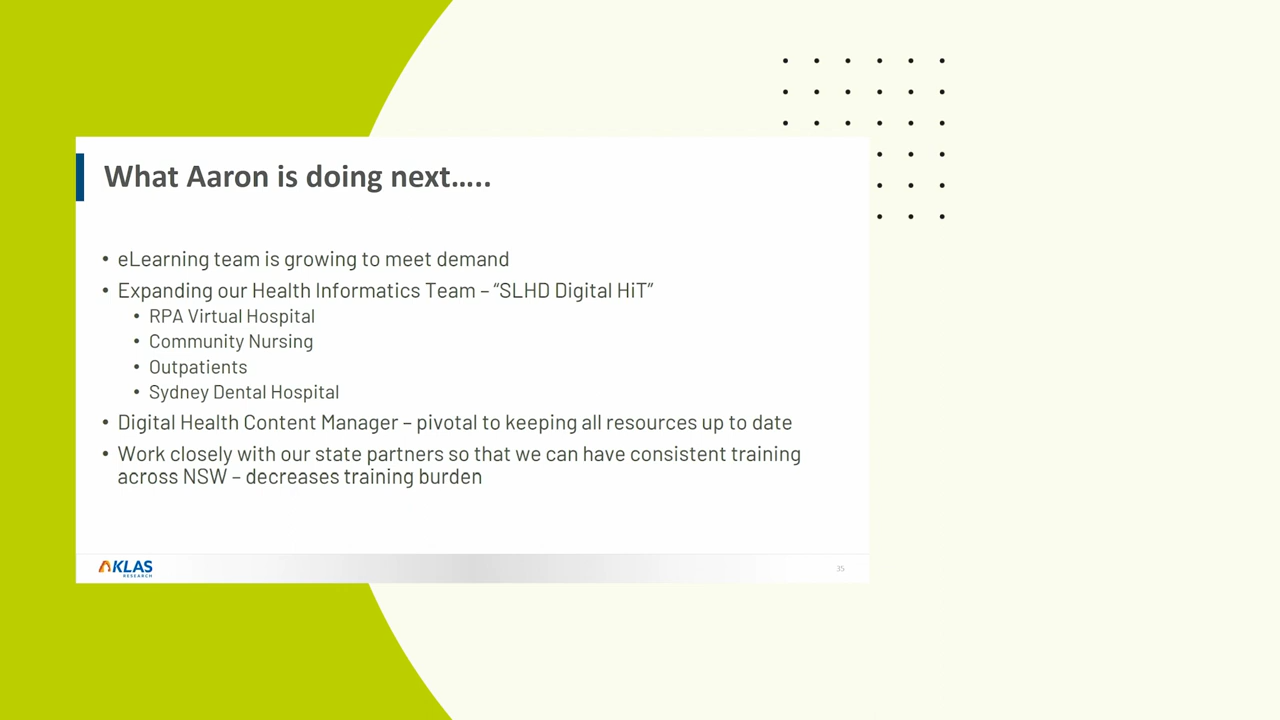 What Aaron is doing next…..
• eLearning team is growing to meet demand
• Expanding our Health Informatics Team – “SLHD Digital HiT”
• RPA Virtual Hospital
• Community Nursing
• Outpatients
• Sydney Dental Hospital
• Digital Health Content Manager – pivotal to keeping all resources up to date
• Work closely with our state partners so that we can have consistent training
across NSW – decreases training burden
KLAS
RESEARCH
35